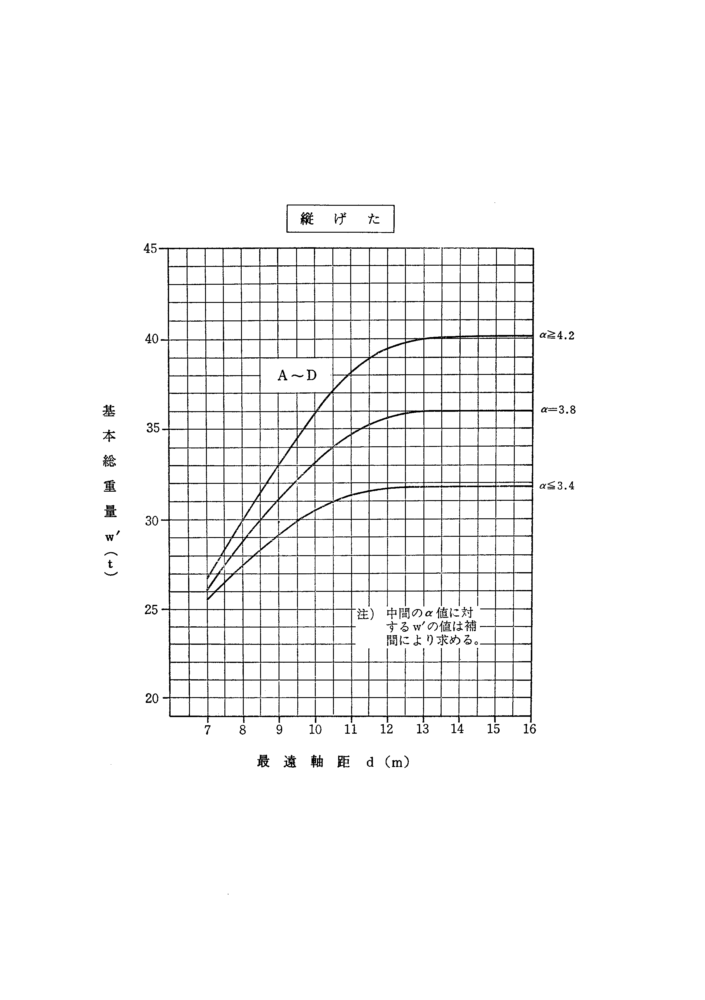 縦げた
45
40
35
30
25
20
A～D
α≧4.2
α=3.8
α≦3.4
基本総重量 w′(t)
注) 中間のα値に対
するw′の値は補
間により求める。
7 8 9 10 11 12 13 14 15 16
最遠軸距 d (m)